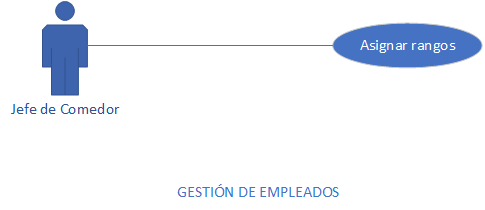 Asignar rangos
Jefe de Comedor
GESTIÓN DE EMPLEADOS